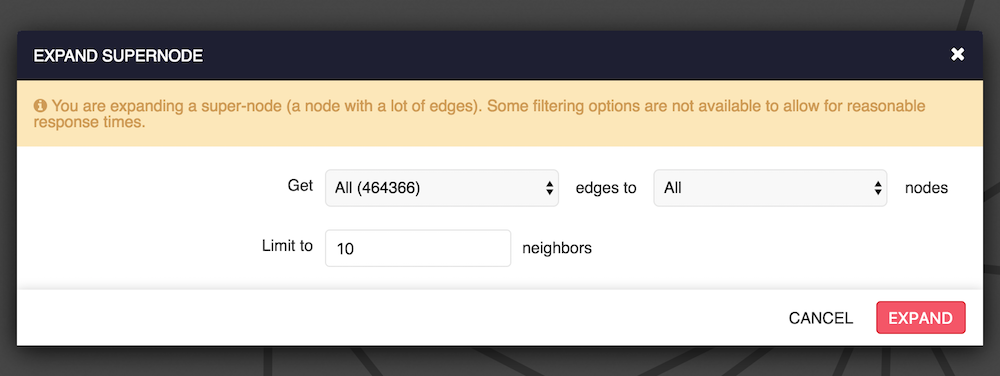 EXPAND SUPERNODE
You are expanding a super-node (a node with a lot of edges). Some filtering options are not available to allow for reasonable
response times.
Get All (464366) edges to All nodes
Limit to 10 neighbors
CANCEL EXPAND